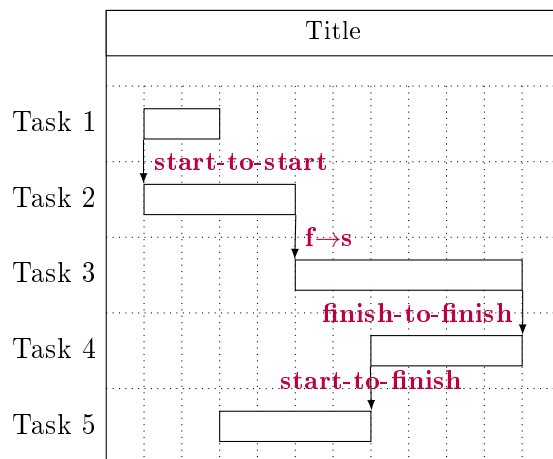 Title
Task 1
start-to-start
Task 2
f→s
Task 3
finish-to-finish
Task 4
start-to-finish
Task 5